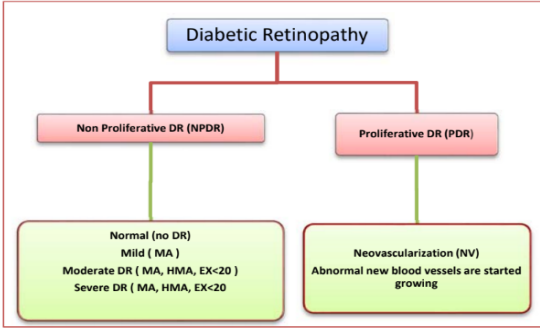 Diabetic Retinopathy
Non Proliferative DR (NPDR)
Proliferative DR (PDR)
Normal (no DR)
Mild ( MA )
Moderate DR ( MA, HMA, EX<20 )
Severe DR ( MA, HMA, EX<20
Neovascularization (NV)
Abnormal new blood vessels are started
growing